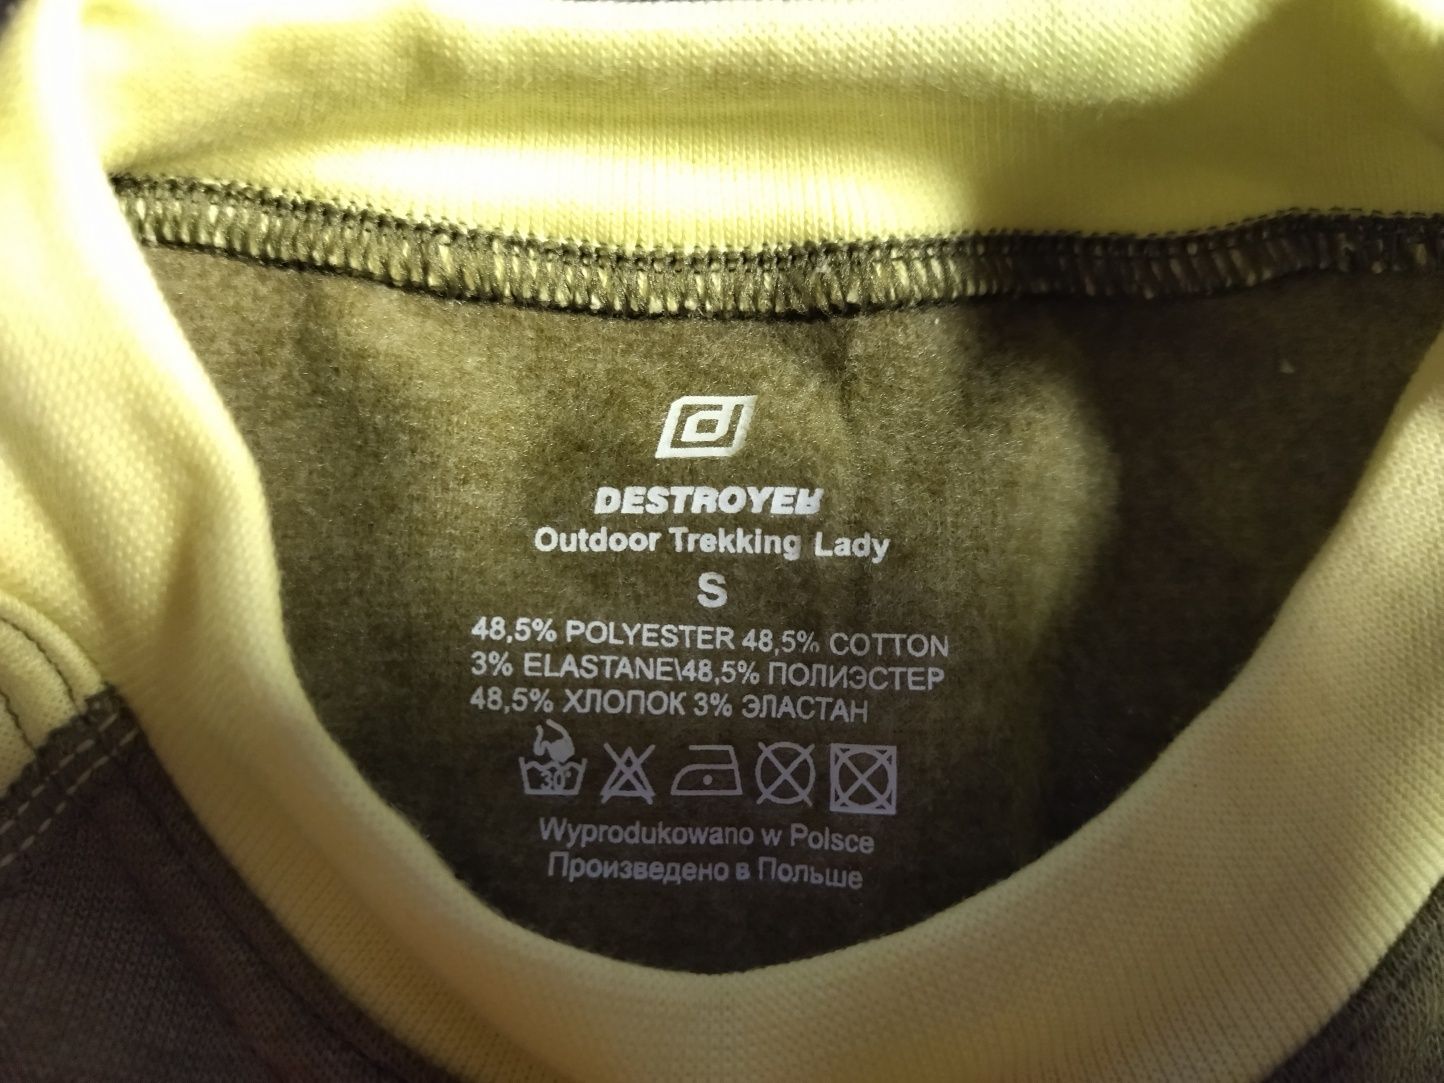 DESTROYER
Outdoor Trekking Lady
S
48,5% POLYESTER 48,5% COTTON
3% ELASTANE\48,5% ПОЛИЭСТЕР
48,5% ХЛОПОК 3% ЭЛАСТАН
30°
Wyprodukowano w Polsce
Произведено в Польше